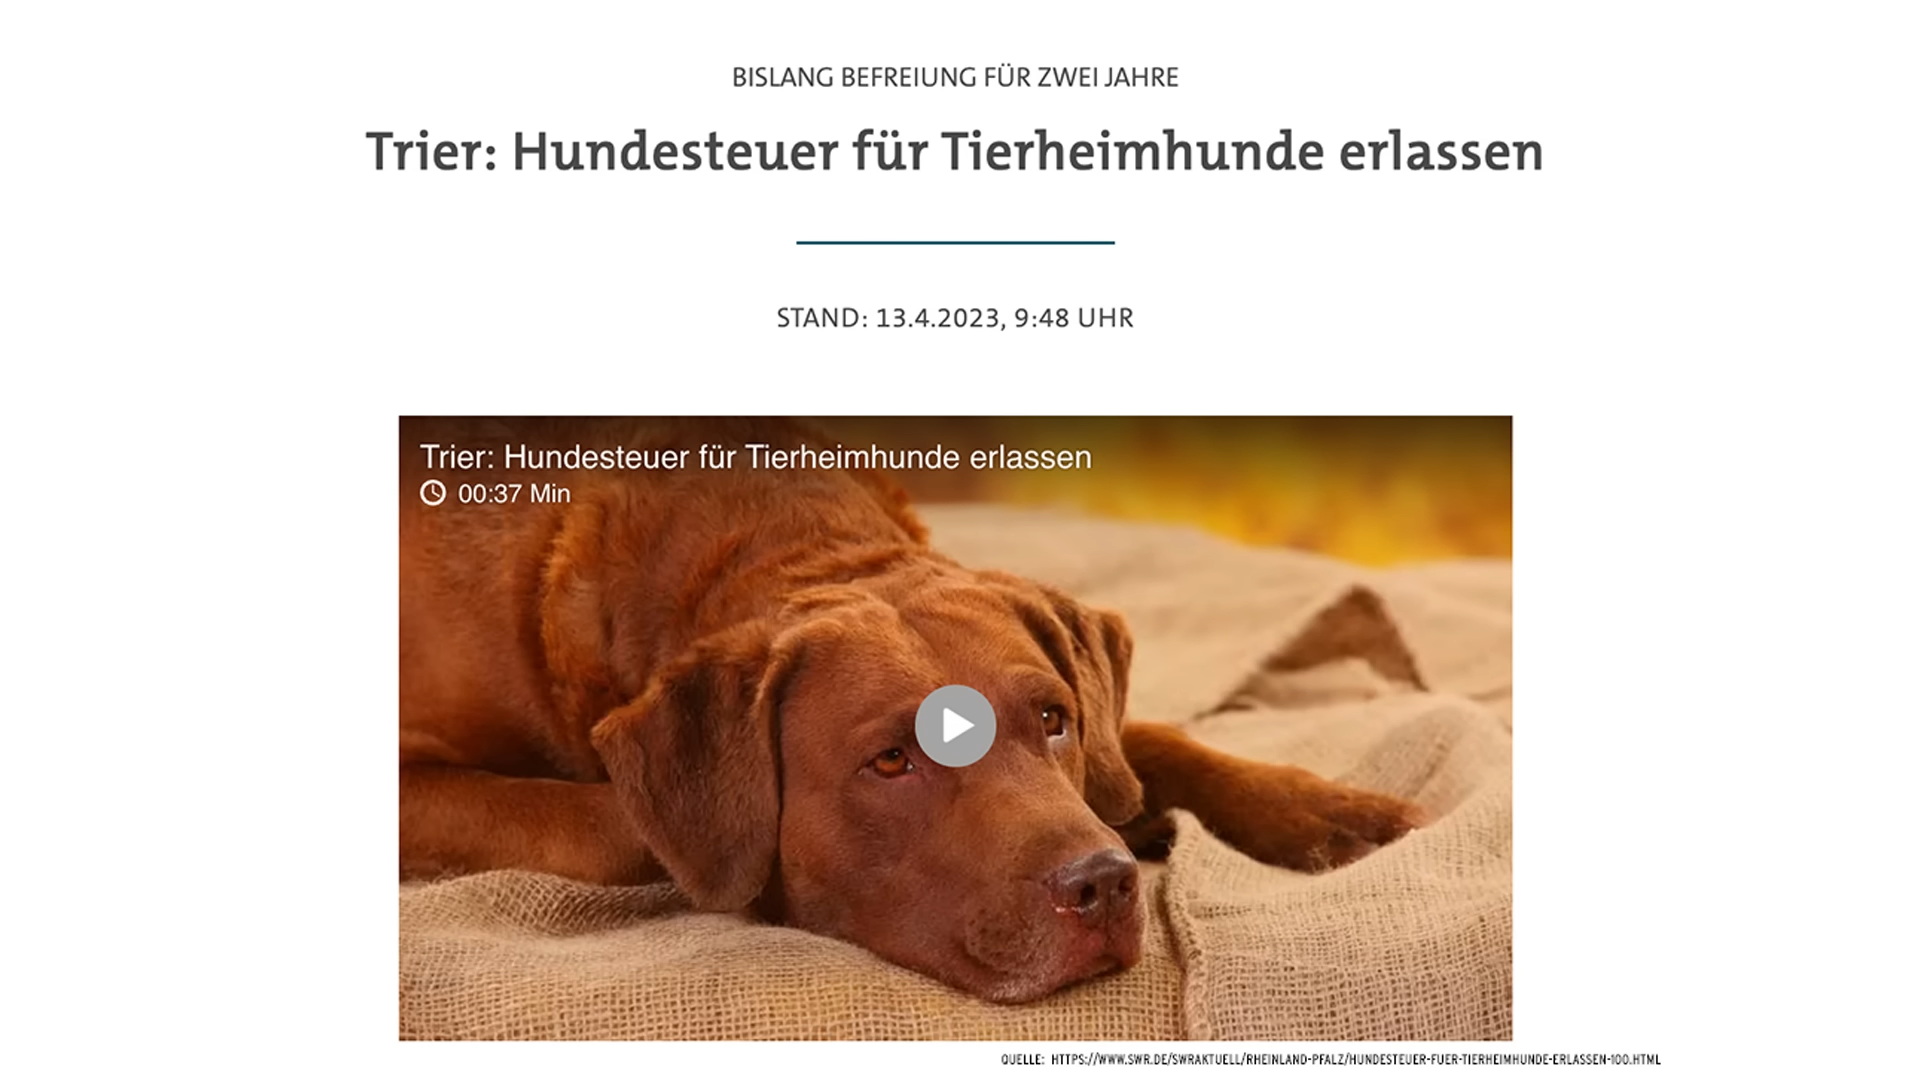 BISLANG BEFREIUNG FÜR ZWEI JAHRE
Trier: Hundesteuer für Tierheimhunde erlassen
STAND: 13.4.2023, 9:48 UHR
Trier: Hundesteuer für Tierheimhunde erlassen
00:37 Min
QUELLE: HTTPS://WWW.SWR.DE/SWRAKTUELL/RHEINLAND-PFALZ/HUNDESTEUER-FUER-TIERHEIMHUNDE-ERLASSEN-100.HTML